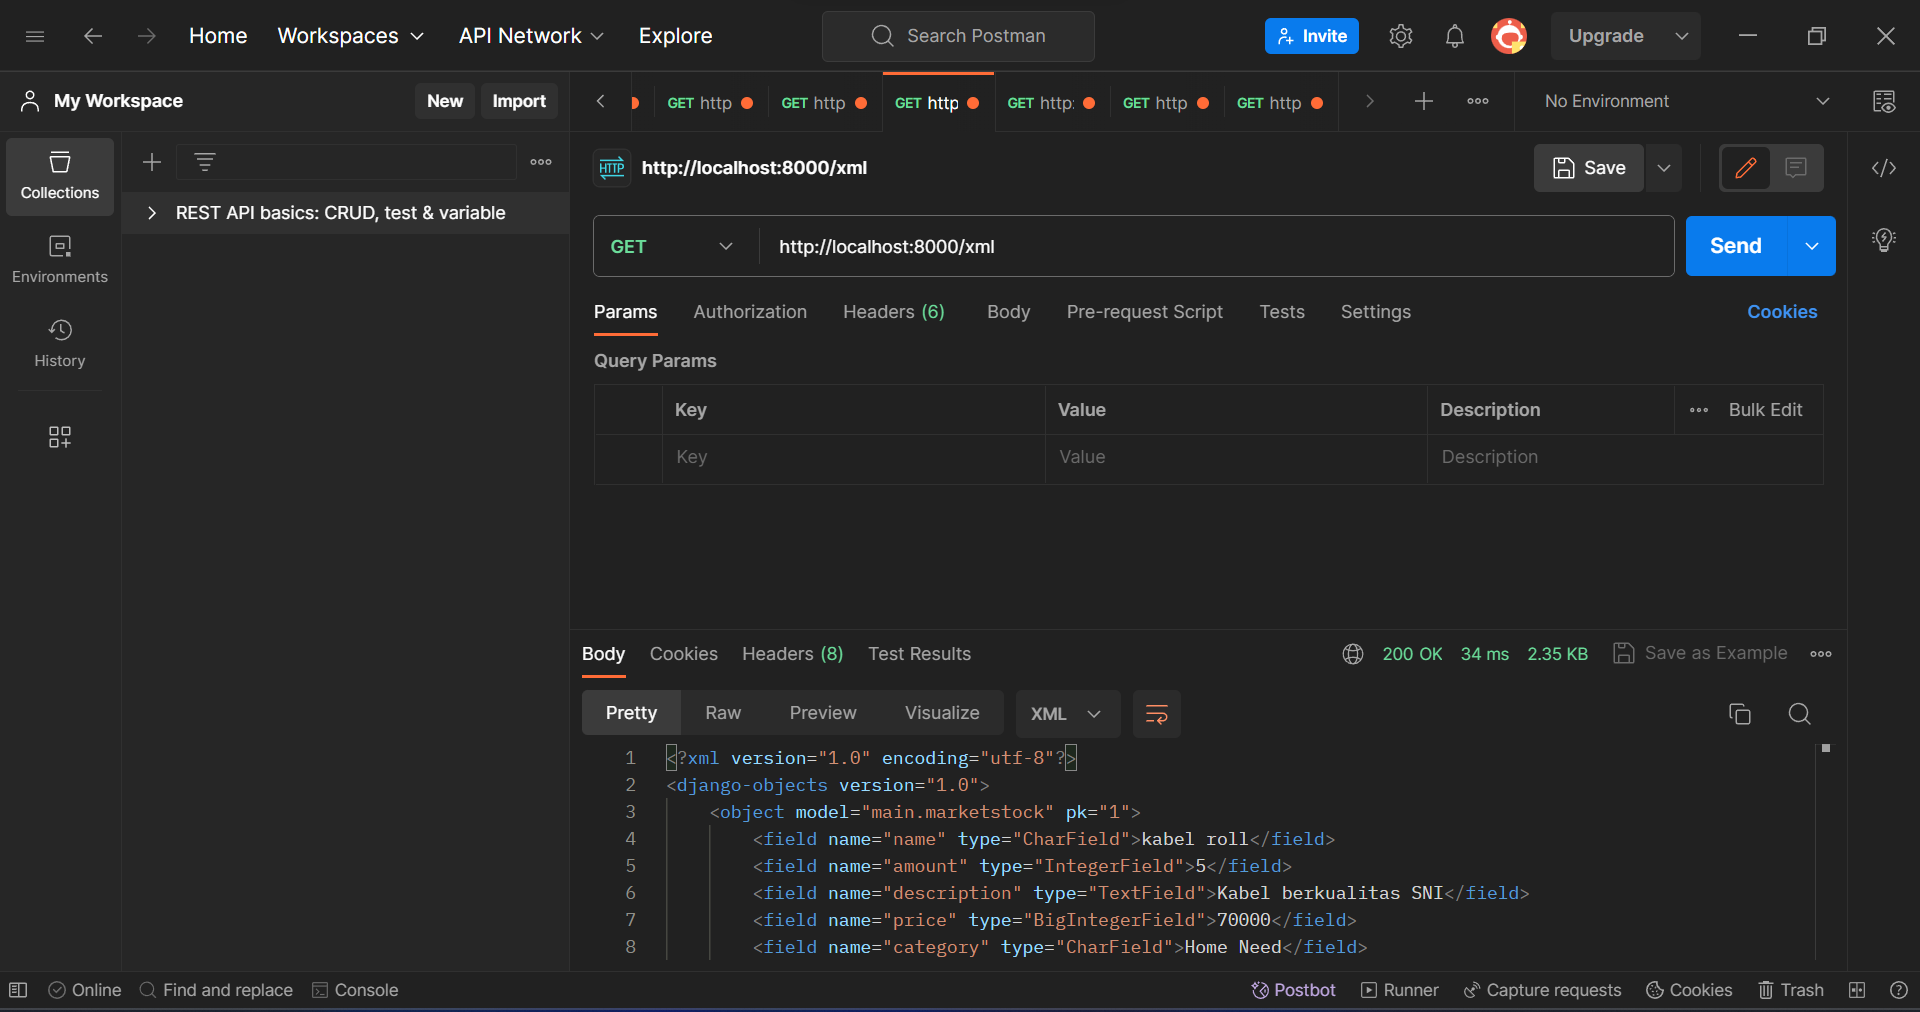 Home Workspaces API Network Explore Search Postman Invite Upgrade
My Workspace New Import GET http GET http GET http GET http: GET http GET http No Environment
HTTP http://localhost:8000/xml Save
Collections
REST API basics: CRUD, test & variable
GET http://localhost:8000/xml Send
Environments
Params Authorization Headers (6) Body Pre-request Script Tests Settings Cookies
History
Query Params
Key Value Description Bulk Edit
Key Value Description
Body Cookies Headers (8) Test Results 200 OK 34 ms 2.35 KB Save as Example
Pretty Raw Preview Visualize XML
1 <?xml version="1.0" encoding="utf-8"?>
2 <django-objects version="1.0">
3 <object model="main.marketstock" pk="1">
4 <field name="name" type="CharField">kabel roll</field>
5 <field name="amount" type="IntegerField">5</field>
6 <field name="description" type="TextField">Kabel berkualitas SNI</field>
7 <field name="price" type="BigIntegerField">70000</field>
8 <field name="category" type="CharField">Home Need</field>
Online Find and replace Console Postbot Runner Capture requests Cookies Trash